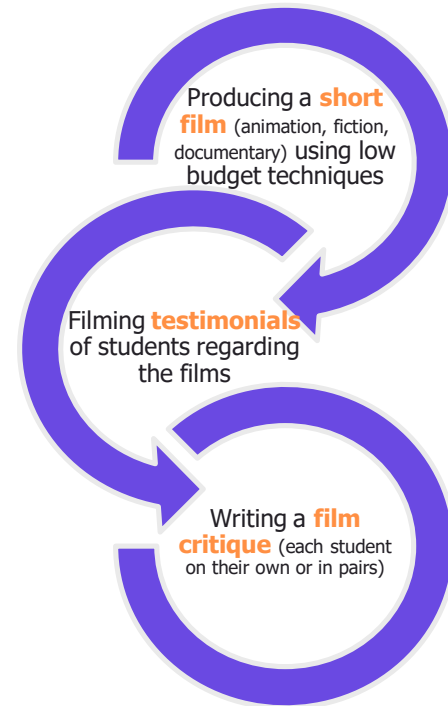 Producing a short
film (animation, fiction,
documentary) using low
budget techniques
Filming testimonials
of students regarding
the films
Writing a film
critique (each student
on their own or in pairs)